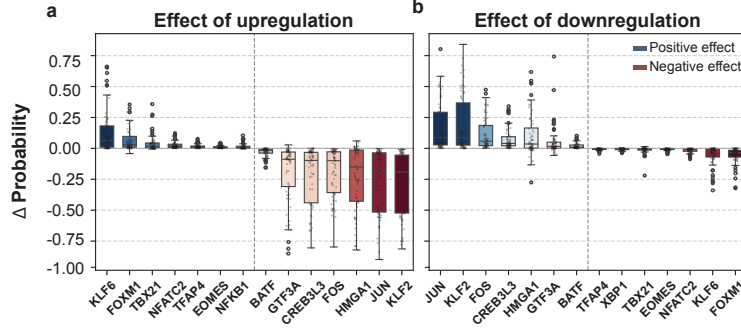 a Effect of upregulation
b Effect of downregulation
Positive effect
Negative effect
Δ Probability
0.75
0.50
0.25
0.00
-0.25
-0.50
-0.75
-1.00
KLF6 FOXM1 TBX21 NFATC2 TFAP4 EOMES NFKB1 BATF GTF3A CREB3L3 FOS HMGA1 JUN KLF2
JUN KLF2 FOS CREB3L3 HMGA1 GTF3A BATF TFAP4 XBP1 TBX21 EOMES NFATC2 KLF6 FOXM1